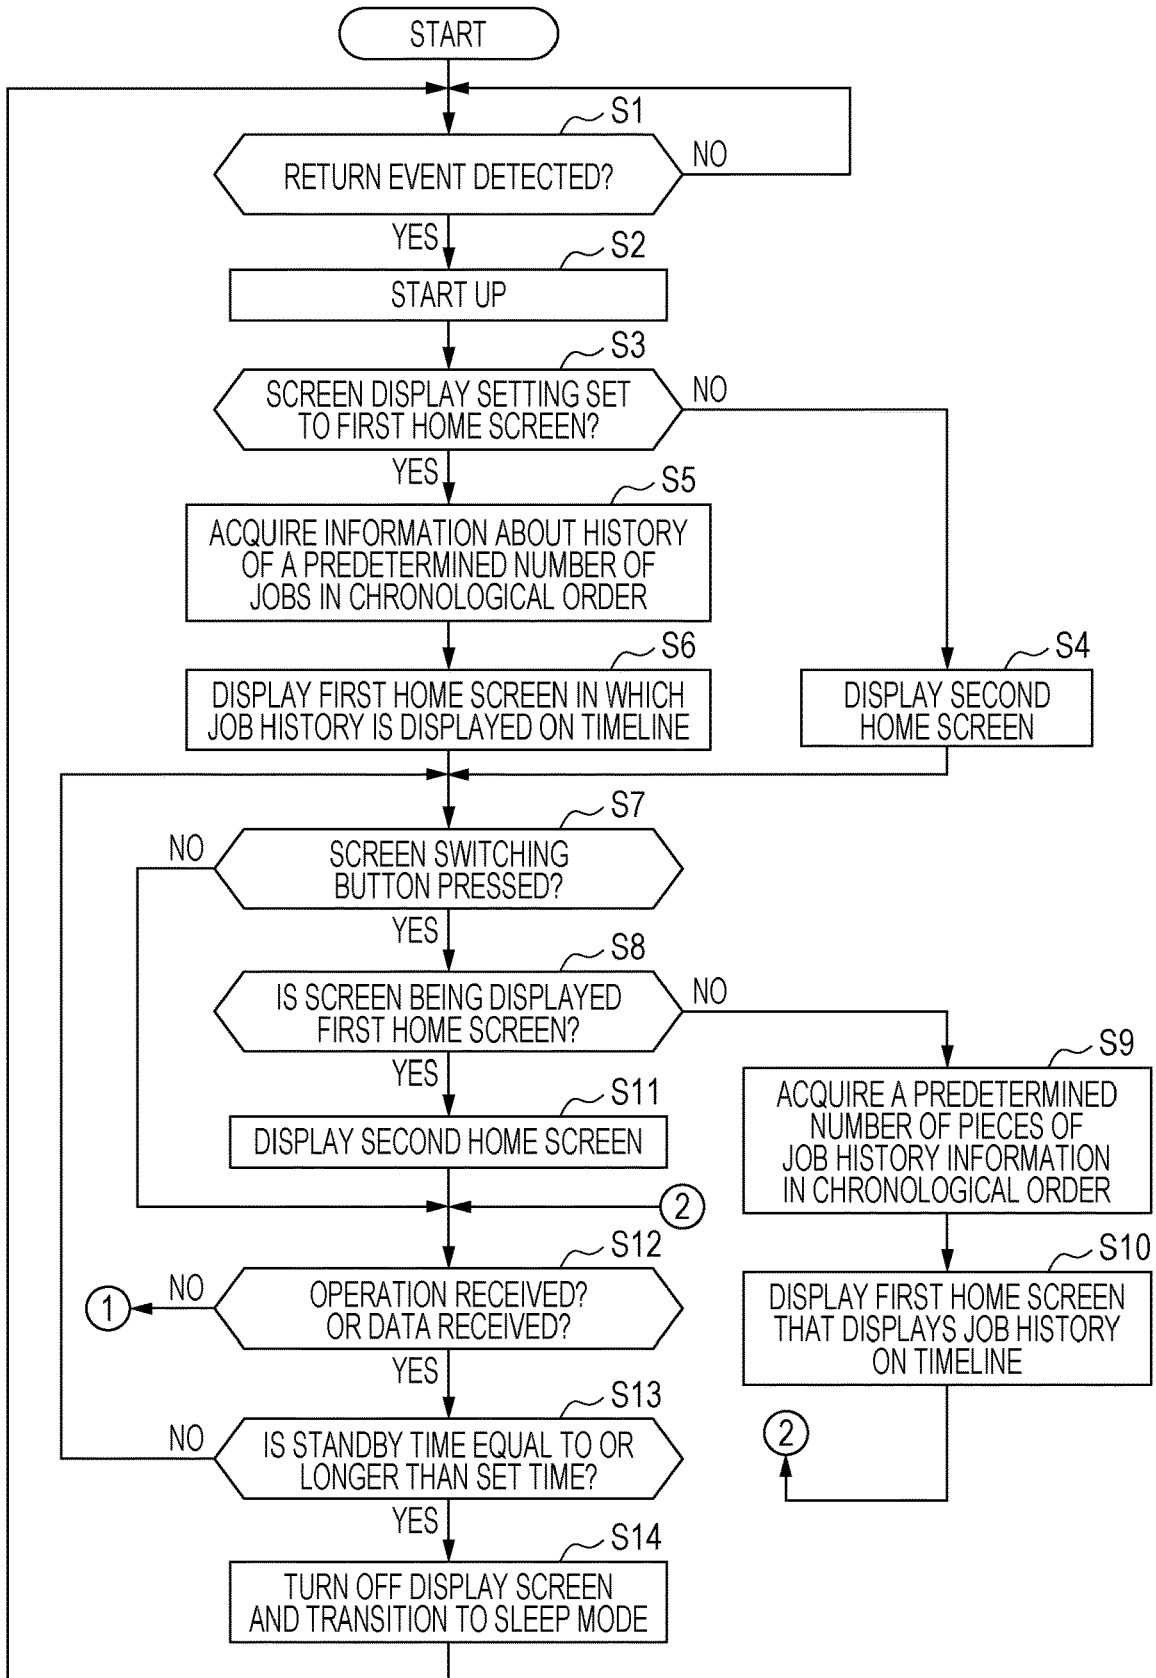 START
S1
RETURN EVENT DETECTED?
NO
YES
S2
START UP
S3
SCREEN DISPLAY SETTING SET
TO FIRST HOME SCREEN?
NO
YES
S5
ACQUIRE INFORMATION ABOUT HISTORY
OF A PREDETERMINED NUMBER OF
JOBS IN CHRONOLOGICAL ORDER
S6
DISPLAY FIRST HOME SCREEN IN WHICH
JOB HISTORY IS DISPLAYED ON TIMELINE
S4
DISPLAY SECOND
HOME SCREEN
S7
SCREEN SWITCHING
BUTTON PRESSED?
NO
YES
S8
IS SCREEN BEING DISPLAYED
FIRST HOME SCREEN?
NO
YES
S9
ACQUIRE A PREDETERMINED
NUMBER OF PIECES OF
JOB HISTORY INFORMATION
IN CHRONOLOGICAL ORDER
S11
DISPLAY SECOND HOME SCREEN
2
S10
DISPLAY FIRST HOME SCREEN
THAT DISPLAYS JOB HISTORY
ON TIMELINE
2
S12
OPERATION RECEIVED?
OR DATA RECEIVED?
NO
1
YES
S13
IS STANDBY TIME EQUAL TO OR
LONGER THAN SET TIME?
NO
YES
S14
TURN OFF DISPLAY SCREEN
AND TRANSITION TO SLEEP MODE